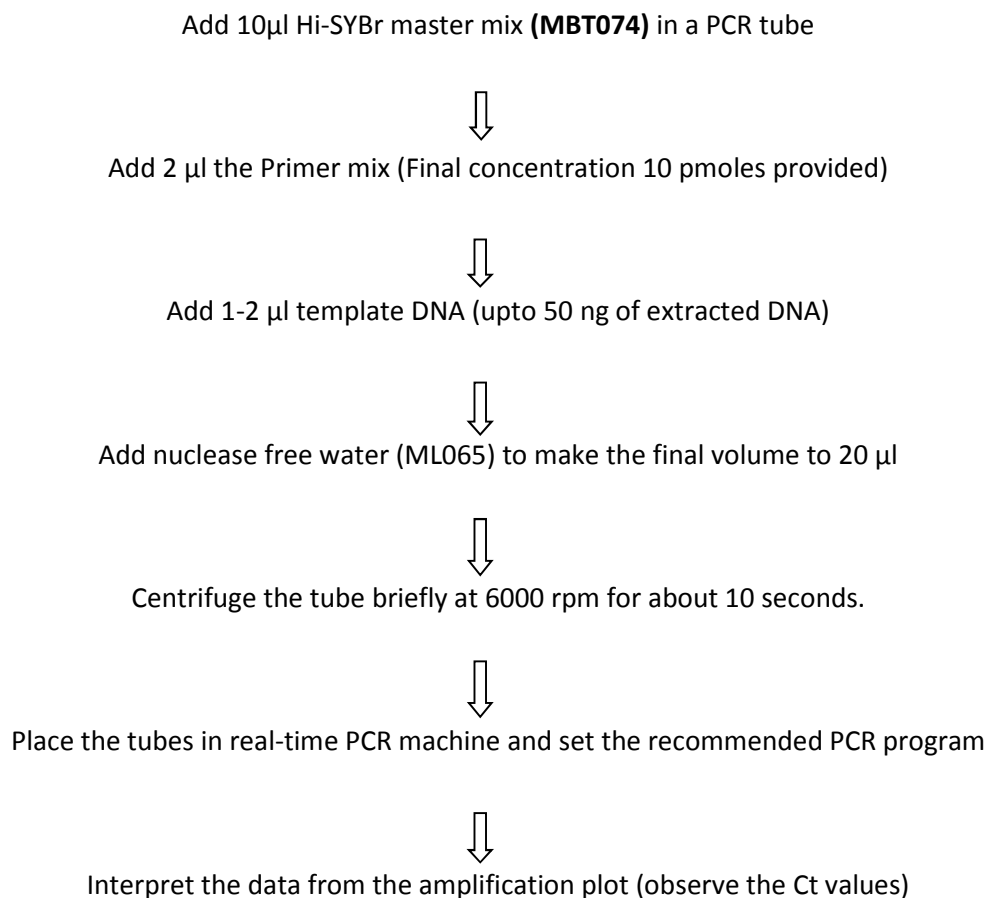 Add 10µl Hi-SYBr master mix (MBT074) in a PCR tube
Add 2 µl the Primer mix (Final concentration 10 pmoles provided)
Add 1-2 µl template DNA (upto 50 ng of extracted DNA)
Add nuclease free water (ML065) to make the final volume to 20 µl
Centrifuge the tube briefly at 6000 rpm for about 10 seconds.
Place the tubes in real-time PCR machine and set the recommended PCR program
Interpret the data from the amplification plot (observe the Ct values)